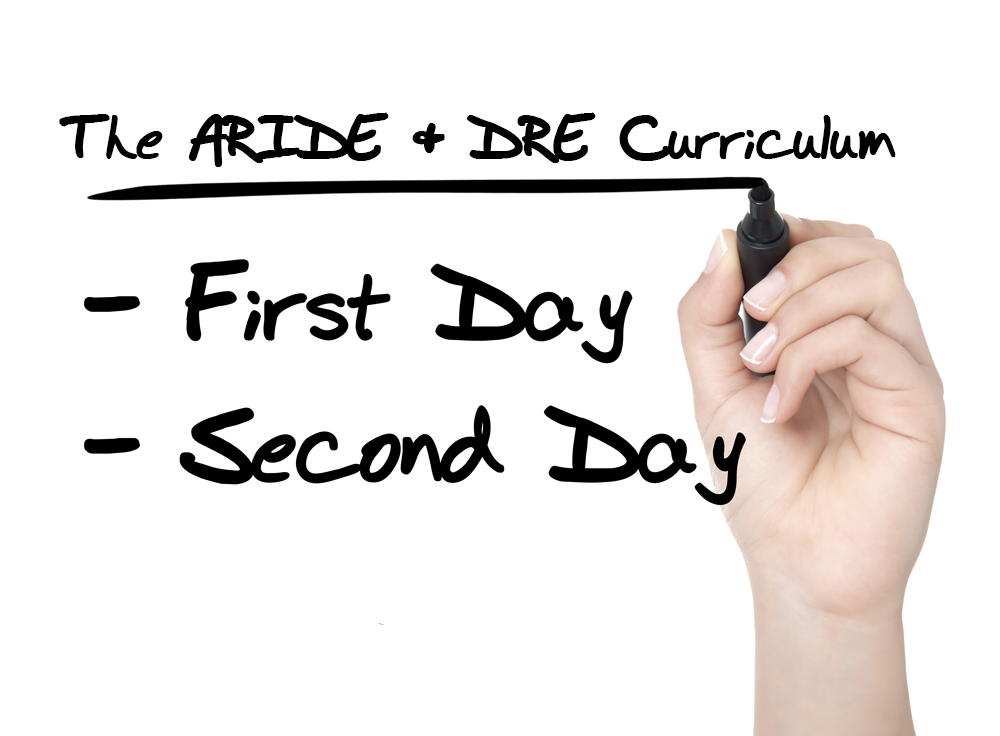 The ARIDE & DRE Curriculum
- First Day
- Second Day